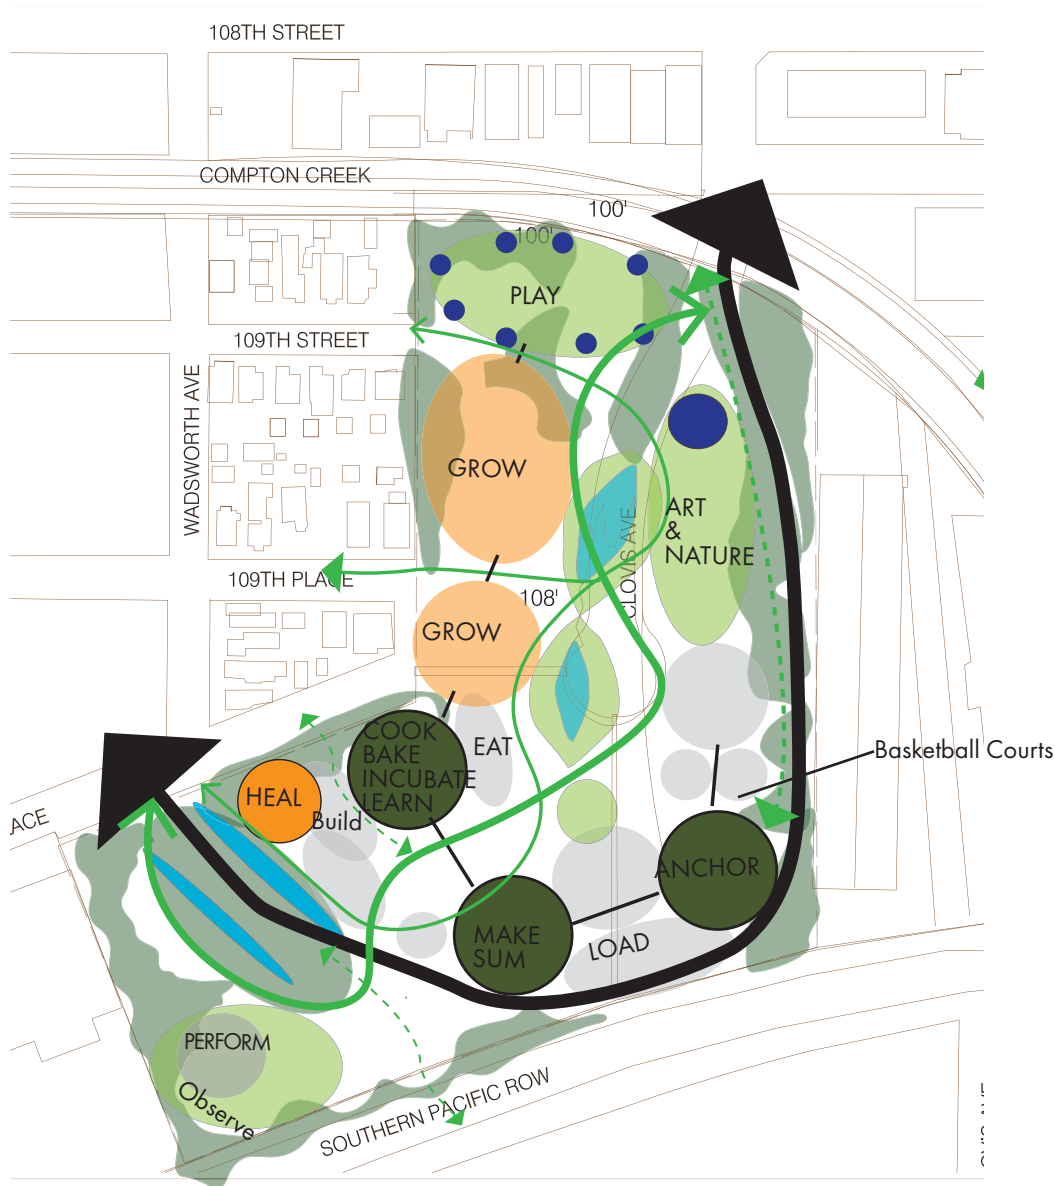 108TH STREET
COMPTON CREEK
100'
100'
PLAY
109TH STREET
WADSWORTH AVE
GROW
ART
&
NATURE
CLOVIS AVE.
109TH PLACE
108'
GROW
COOK
BAKE
INCUBATE
LEARN
EAT
Basketball Courts
HEAL
Build
ACE
ANCHOR
MAKE
SUM
LOAD
PERFORM
Observe
SOUTHERN PACIFIC ROW